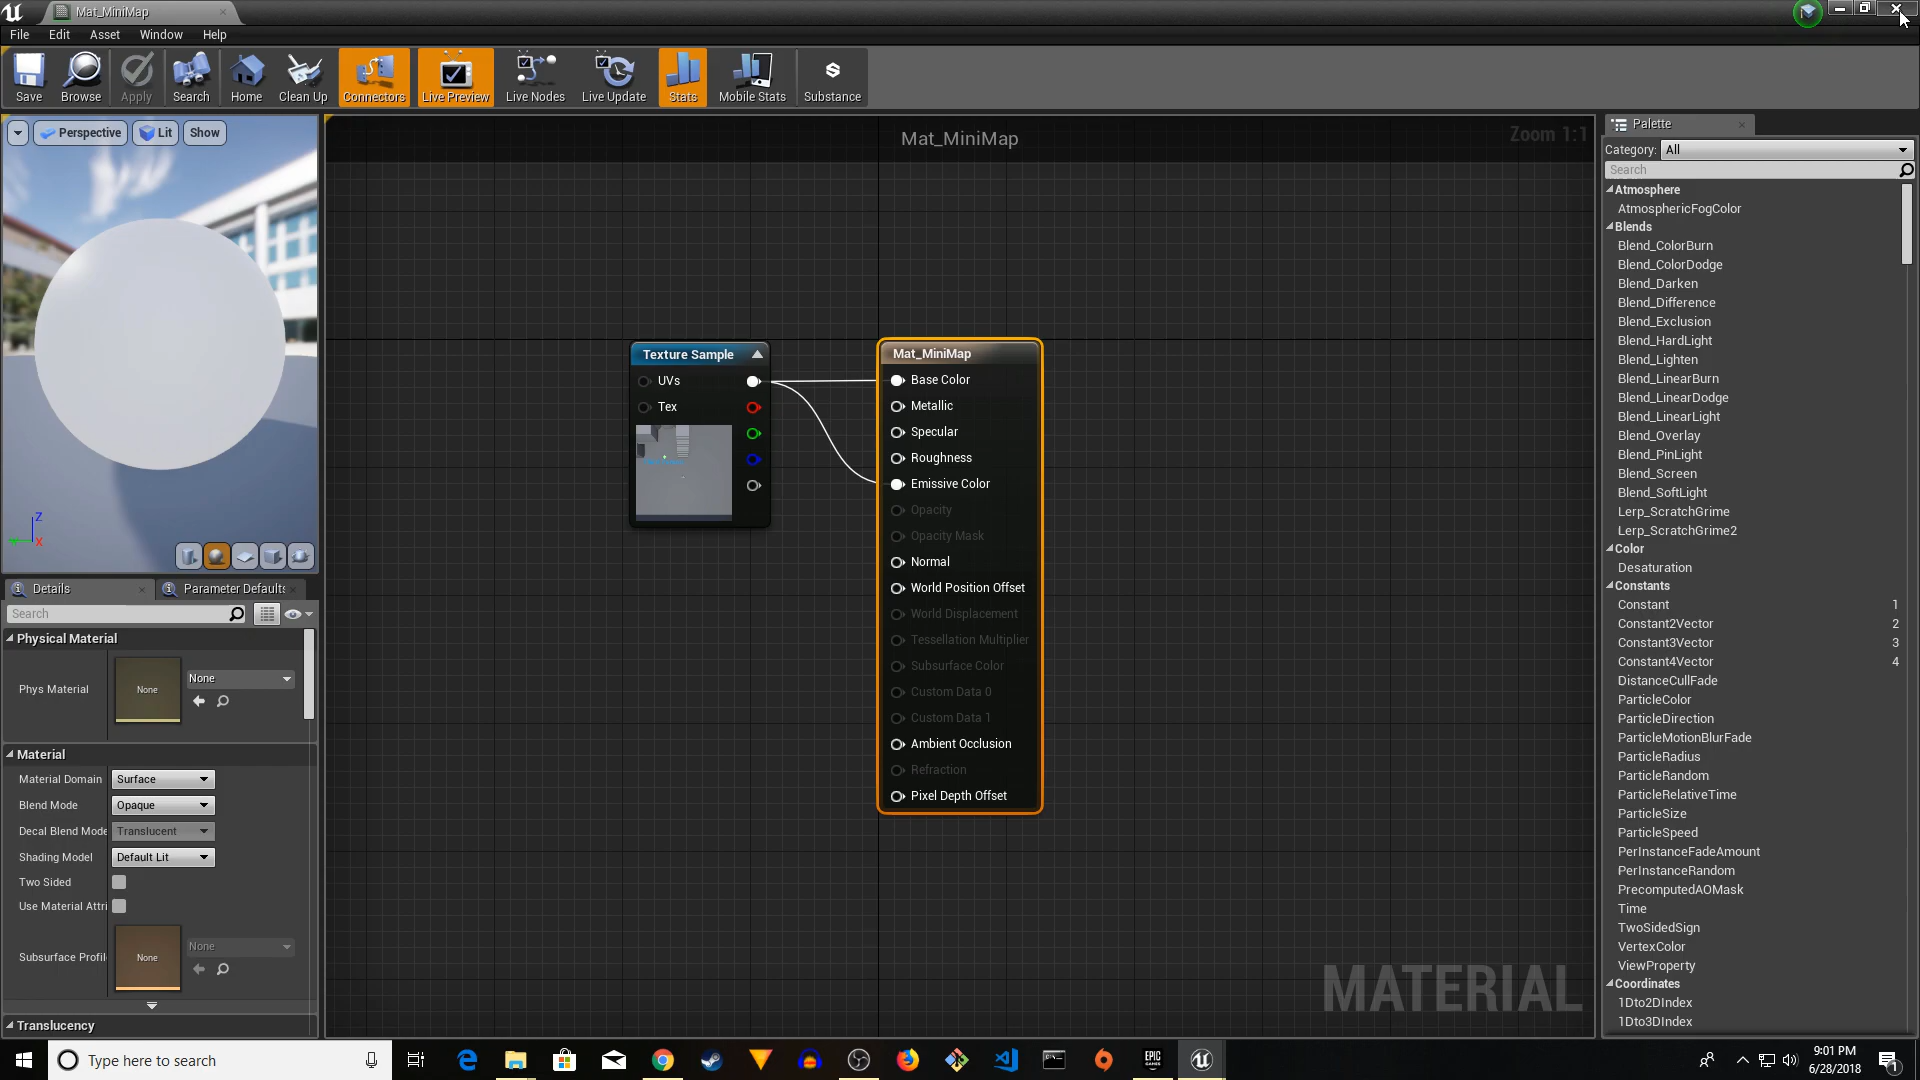 Mat_MiniMap
File Edit Asset Window Help
Save Browse Apply Search Home Clean Up Connectors Live Preview Live Nodes Live Update Stats Mobile Stats Substance
Perspective Lit Show
Mat_MiniMap
Zoom 1:1
Texture Sample
UVs
Tex
Mat_MiniMap
Base Color
Metallic
Specular
Roughness
Emissive Color
Opacity
Opacity Mask
Normal
World Position Offset
World Displacement
Tessellation Multiplier
Subsurface Color
Custom Data 0
Custom Data 1
Ambient Occlusion
Refraction
Pixel Depth Offset
MATERIAL
Z
X
Details Parameter Defaults
Search
Physical Material
Phys Material None None
Material
Material Domain Surface
Blend Mode Opaque
Decal Blend Mode Translucent
Shading Model Default Lit
Two Sided
Use Material Attri
Subsurface Profil None None
Translucency
Palette
Category: All
Search
Atmosphere
AtmosphericFogColor
Blends
Blend_ColorBurn
Blend_ColorDodge
Blend_Darken
Blend_Difference
Blend_Exclusion
Blend_HardLight
Blend_Lighten
Blend_LinearBurn
Blend_LinearDodge
Blend_LinearLight
Blend_Overlay
Blend_PinLight
Blend_Screen
Blend_SoftLight
Lerp_ScratchGrime
Lerp_ScratchGrime2
Color
Desaturation
Constants
Constant 1
Constant2Vector 2
Constant3Vector 3
Constant4Vector 4
DistanceCullFade
ParticleColor
ParticleDirection
ParticleMotionBlurFade
ParticleRadius
ParticleRandom
ParticleRelativeTime
ParticleSize
ParticleSpeed
PerInstanceFadeAmount
PerInstanceRandom
PrecomputedAOMask
Time
TwoSidedSign
VertexColor
ViewProperty
Coordinates
1Dto2DIndex
1Dto3DIndex
Type here to search
EPIC GAMES
9:01 PM
6/28/2018
1